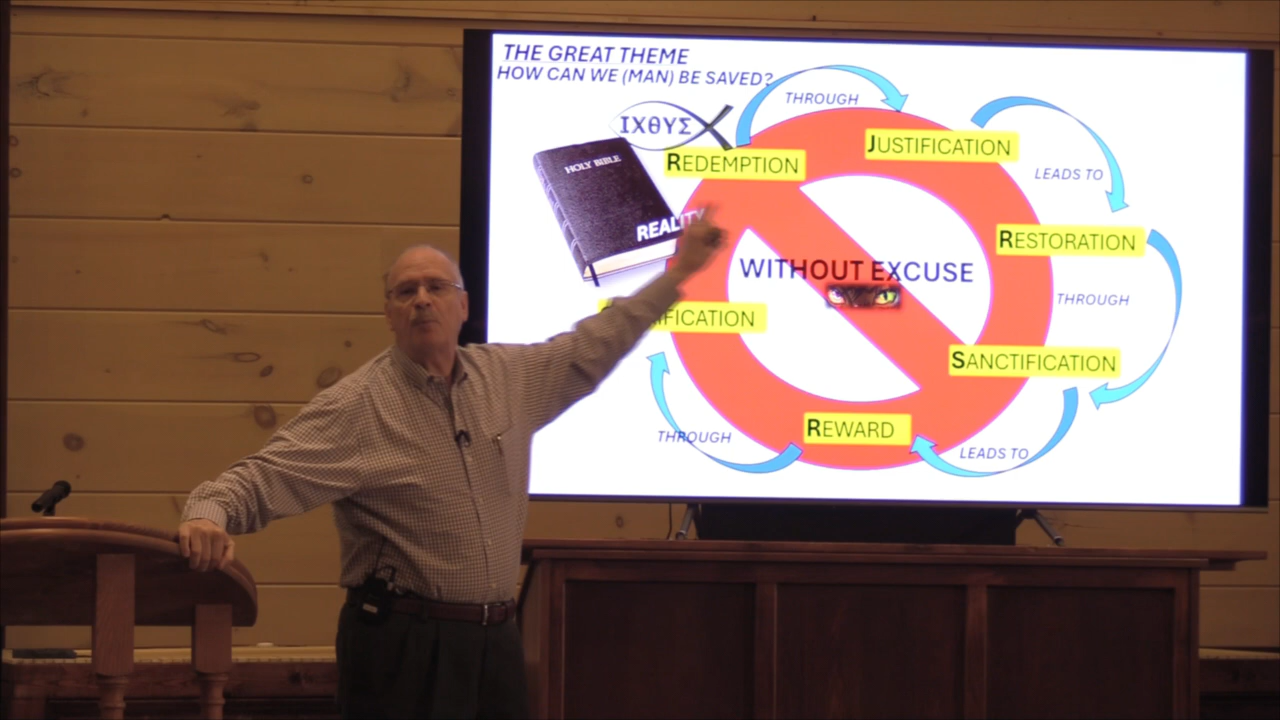 THE GREAT THEME
HOW CAN WE (MAN) BE SAVED?
THROUGH
ΙΧΘΥΣ
JUSTIFICATION
HOLY BIBLE
REDEMPTION
LEADS TO
REALITY
RESTORATION
WITHOUT EXCUSE
THROUGH
IFICATION
SANCTIFICATION
REWARD
THROUGH
LEADS TO